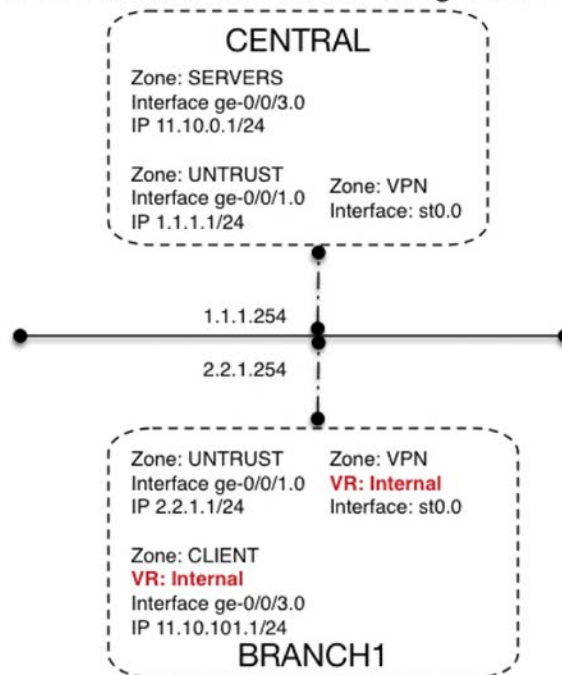 CENTRAL
Zone: SERVERS
Interface ge-0/0/3.0
IP 11.10.0.1/24
Zone: UNTRUST
Interface ge-0/0/1.0
IP 1.1.1.1/24
Zone: VPN
Interface: st0.0
1.1.1.254
2.2.1.254
Zone: UNTRUST
Interface ge-0/0/1.0
IP 2.2.1.1/24
Zone: VPN
VR: Internal
Interface: st0.0
Zone: CLIENT
VR: Internal
Interface ge-0/0/3.0
IP 11.10.101.1/24
BRANCH1